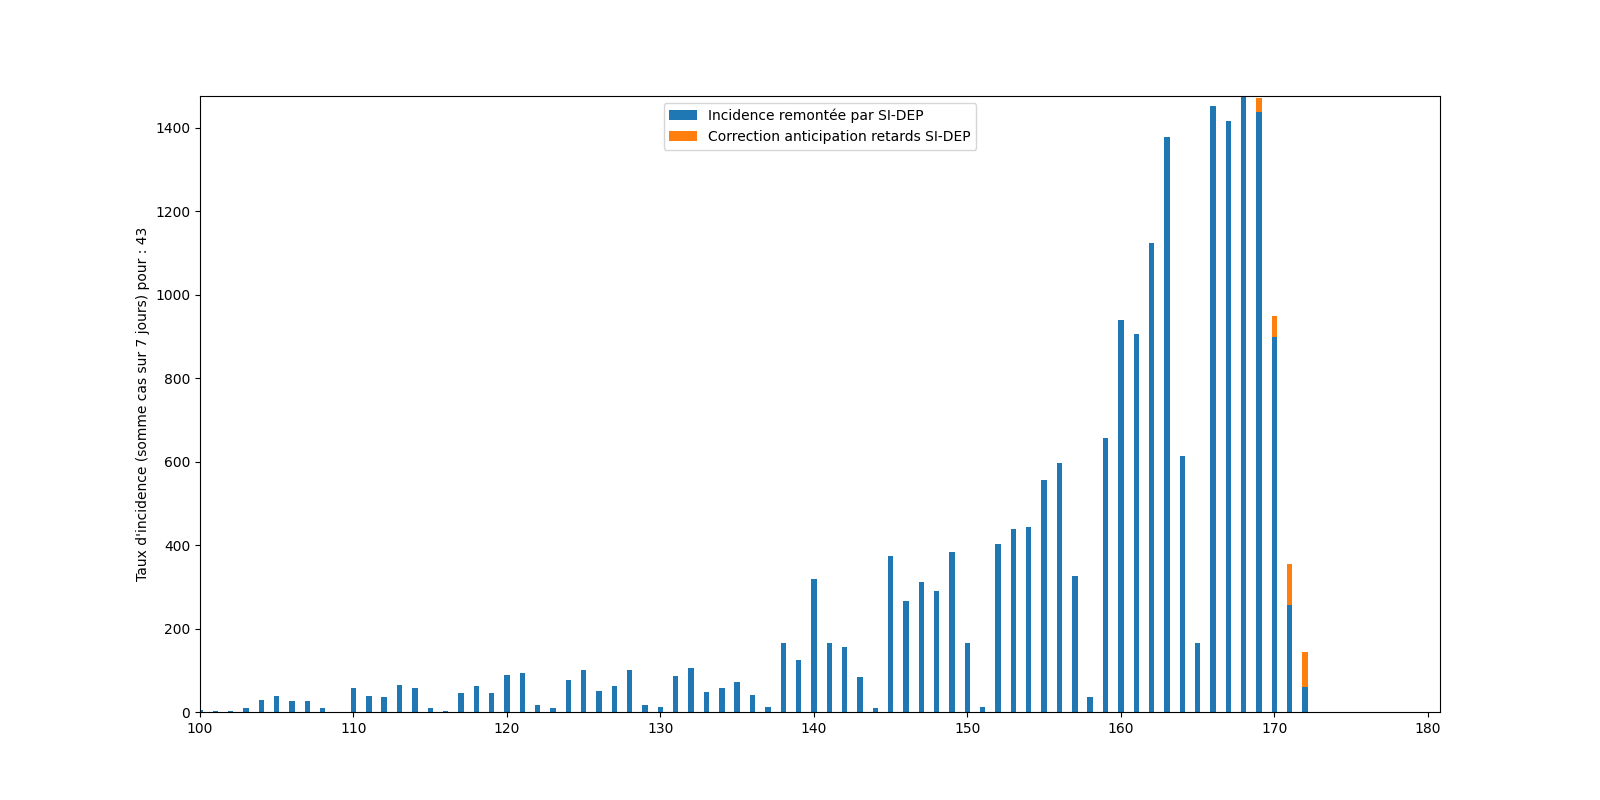 Incidence remontée par SI-DEP
Correction anticipation retards SI-DEP
Taux d'incidence (somme cas sur 7 jours) pour : 43
1400
1200
1000
800
600
400
200
0
100 110 120 130 140 150 160 170 180